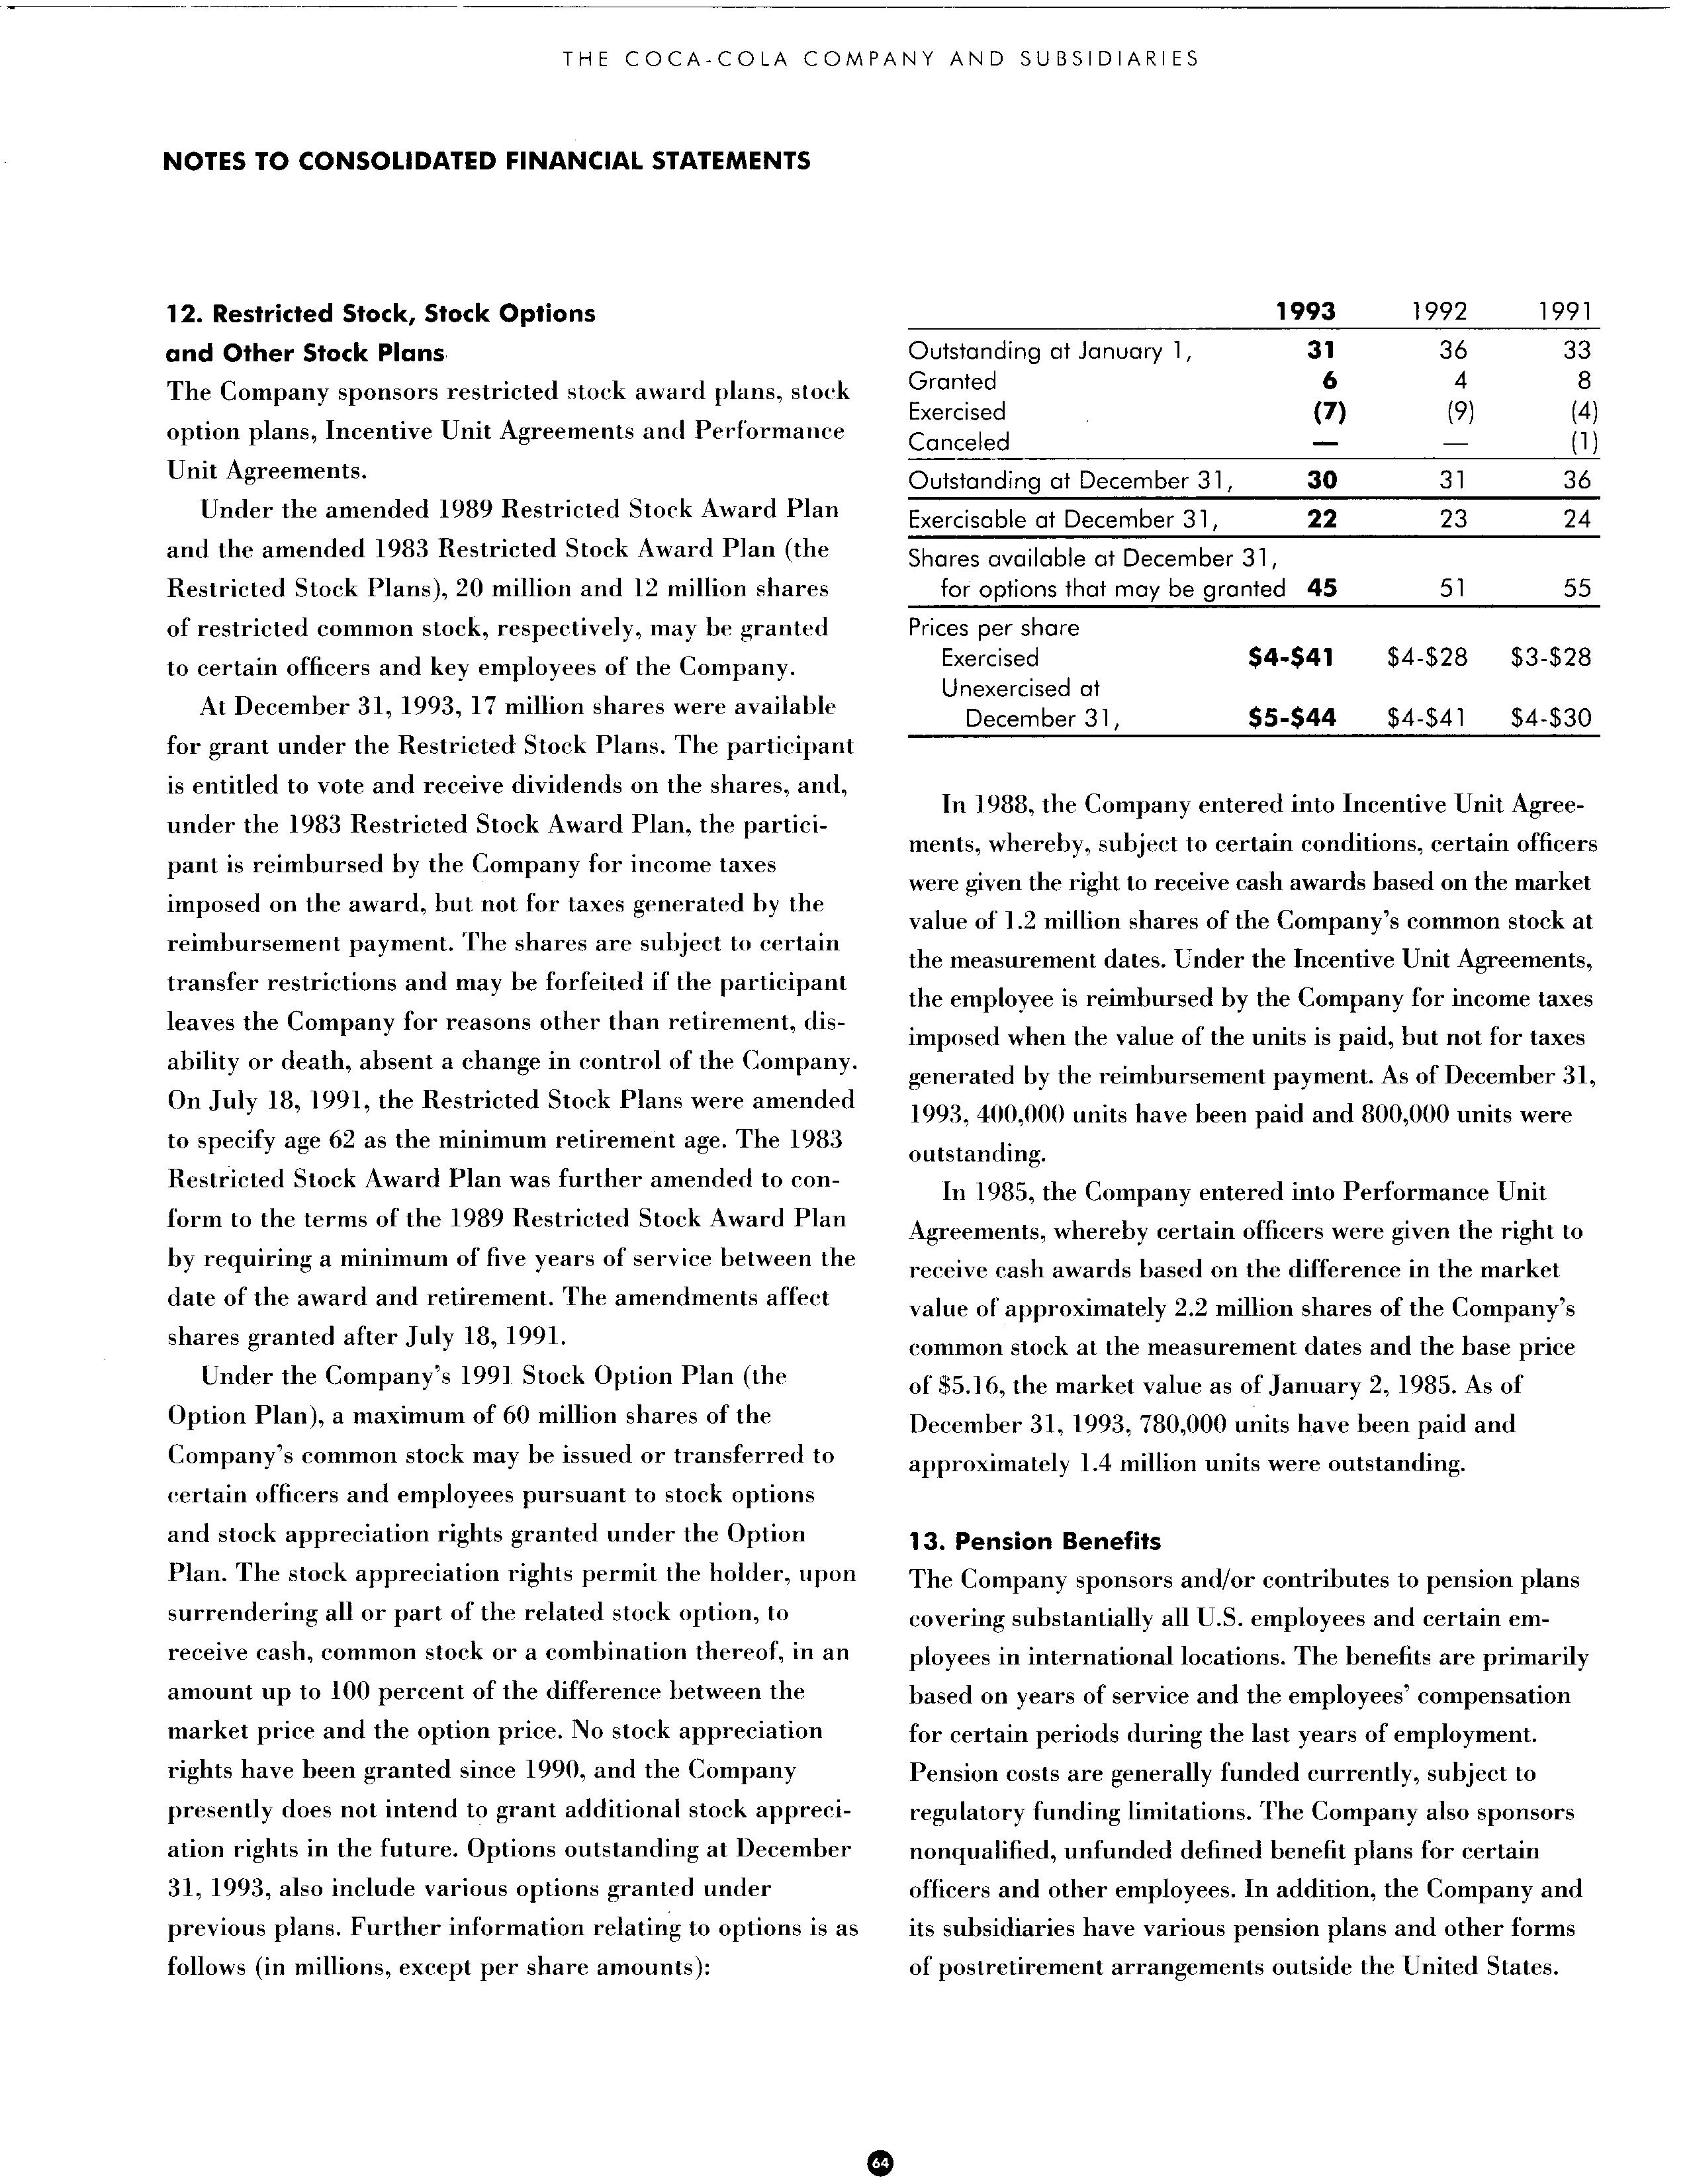 THE COCA-COLA COMPANY AND SUBSIDIARIES
NOTES TO CONSOLIDATED FINANCIAL STATEMENTS
12. Restricted Stock, Stock Options
and Other Stock Plans
The Company sponsors restricted stock award plans, stock
option plans, Incentive Unit Agreements and Performance
Unit Agreements.
Under the amended 1989 Restricted Stock Award Plan
and the amended 1983 Restricted Stock Award Plan (the
Restricted Stock Plans), 20 million and 12 million shares
of restricted common stock, respectively, may be granted
to certain officers and key employees of the Company.
At December 31, 1993, 17 million shares were available
for grant under the Restricted Stock Plans. The participant
is entitled to vote and receive dividends on the shares, and,
under the 1983 Restricted Stock Award Plan, the partici-
pant is reimbursed by the Company for income taxes
imposed on the award, but not for taxes generated by the
reimbursement payment. The shares are subject to certain
transfer restrictions and may be forfeited if the participant
leaves the Company for reasons other than retirement, dis-
ability or death, absent a change in control of the Company.
On July 18, 1991, the Restricted Stock Plans were amended
to specify age 62 as the minimum retirement age. The 1983
Restricted Stock Award Plan was further amended to con-
form to the terms of the 1989 Restricted Stock Award Plan
by requiring a minimum of five years of service between the
date of the award and retirement. The amendments affect
shares granted after July 18, 1991.
Under the Company's 1991 Stock Option Plan (the
Option Plan), a maximum of 60 million shares of the
Company's common stock may be issued or transferred to
certain officers and employees pursuant to stock options
and stock appreciation rights granted under the Option
Plan. The stock appreciation rights permit the holder, upon
surrendering all or part of the related stock option, to
receive cash, common stock or a combination thereof, in an
amount up to 100 percent of the difference between the
market price and the option price. No stock appreciation
rights have been granted since 1990, and the Company
presently does not intend to grant additional stock appreci-
ation rights in the future. Options outstanding at December
31, 1993, also include various options granted under
previous plans. Further information relating to options is as
follows (in millions, except per share amounts):
1993 1992 1991
Outstanding at January 1, 31 36 33
Granted 6 4 8
Exercised (7) (9) (4)
Canceled — — (1)
Outstanding at December 31, 30 31 36
Exercisable at December 31, 22 23 24
Shares available at December 31,
for options that may be granted 45 51 55
Prices per share
Exercised $4-$41 $4-$28 $3-$28
Unexercised at
December 31, $5-$44 $4-$41 $4-$30
In 1988, the Company entered into Incentive Unit Agree-
ments, whereby, subject to certain conditions, certain officers
were given the right to receive cash awards based on the market
value of 1.2 million shares of the Company's common stock at
the measurement dates. Under the Incentive Unit Agreements,
the employee is reimbursed by the Company for income taxes
imposed when the value of the units is paid, but not for taxes
generated by the reimbursement payment. As of December 31,
1993, 400,000 units have been paid and 800,000 units were
outstanding.
In 1985, the Company entered into Performance Unit
Agreements, whereby certain officers were given the right to
receive cash awards based on the difference in the market
value of approximately 2.2 million shares of the Company's
common stock at the measurement dates and the base price
of $5.16, the market value as of January 2, 1985. As of
December 31, 1993, 780,000 units have been paid and
approximately 1.4 million units were outstanding.
13. Pension Benefits
The Company sponsors and/or contributes to pension plans
covering substantially all U.S. employees and certain em-
ployees in international locations. The benefits are primarily
based on years of service and the employees' compensation
for certain periods during the last years of employment.
Pension costs are generally funded currently, subject to
regulatory funding limitations. The Company also sponsors
nonqualified, unfunded defined benefit plans for certain
officers and other employees. In addition, the Company and
its subsidiaries have various pension plans and other forms
of postretirement arrangements outside the United States.
64